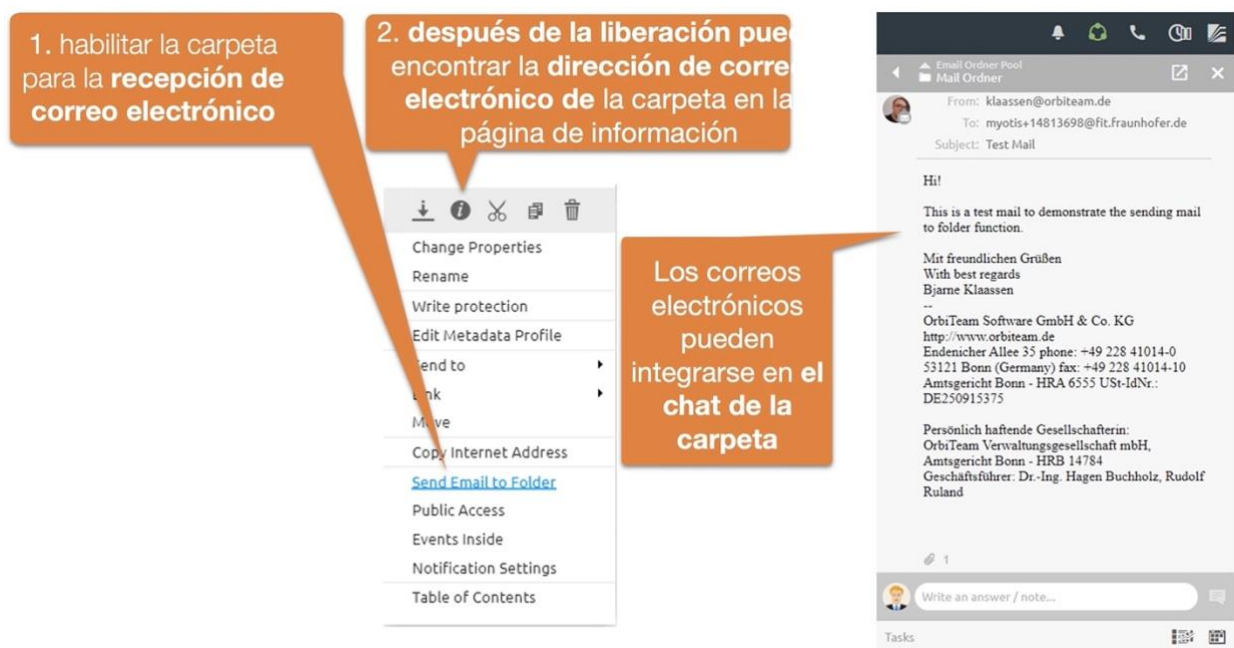 1. habilitar la carpeta
para la recepción de
correo electrónico
2. después de la liberación pue
encontrar la dirección de corre
electrónico de la carpeta en la
página de información
Change Properties
Rename
Write protection
Edit Metadata Profile
end to
nk
M ve
Copy Internet Address
Send Email to Folder
Public Access
Events Inside
Notification Settings
Table of Contents
Los correos
electrónicos
pueden
integrarse en el
chat de la
carpeta
Email Ordner Pool
Mail Ordner
From: klaassen@orbiteam.de
To: myotis+14813698@fit.fraunhofer.de
Subject: Test Mail
Hi!
This is a test mail to demonstrate the sending mail
to folder function.
Mit freundlichen Grüßen
With best regards
Bjarne Klaassen
--
OrbiTeam Software GmbH & Co. KG
http://www.orbiteam.de
Endenicher Allee 35 phone: +49 228 41014-0
53121 Bonn (Germany) fax: +49 228 41014-10
Amtsgericht Bonn - HRA 6555 USt-IdNr.:
DE250915375
Persönlich haftende Gesellschafterin:
OrbiTeam Verwaltungsgesellschaft mbH,
Amtsgericht Bonn - HRB 14784
Geschäftsführer: Dr.-Ing. Hagen Buchholz, Rudolf
Ruland
1
Write an answer / note...
Tasks